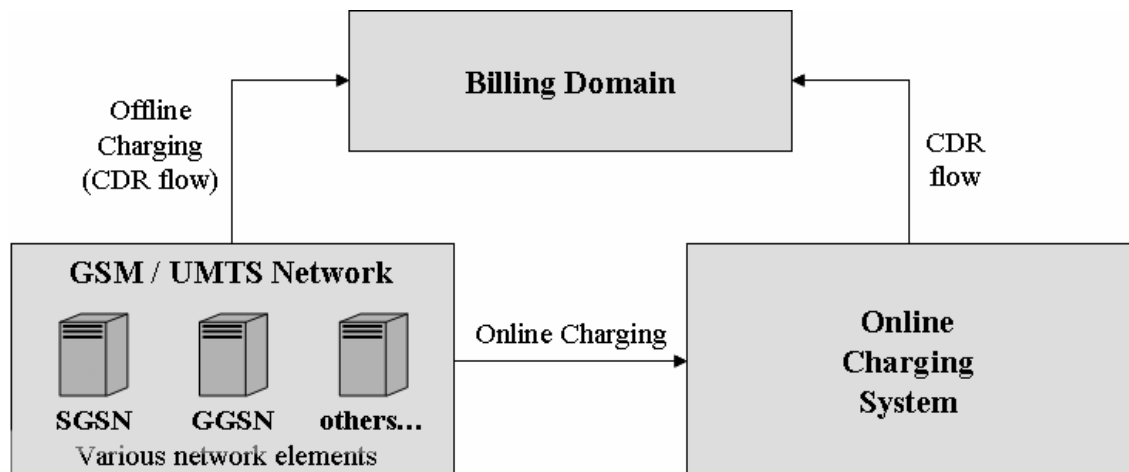 Billing Domain
Offline
Charging
(CDR flow)
CDR
flow
GSM / UMTS Network
SGSN
GGSN
others...
Various network elements
Online Charging
Online
Charging
System